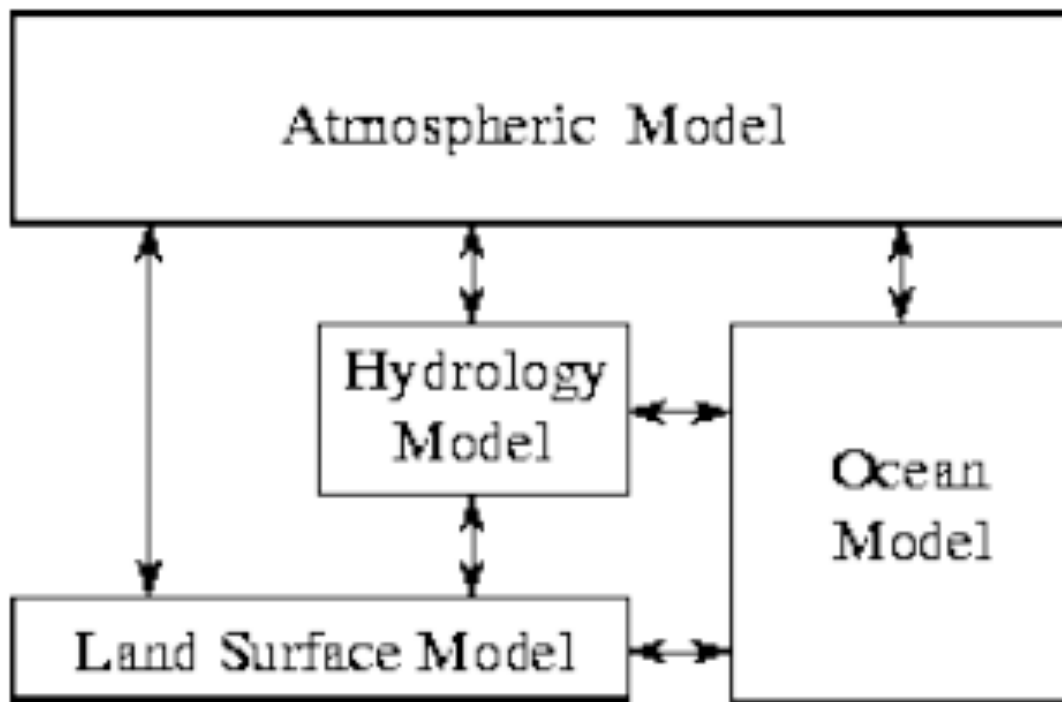 Atmospheric Model
Hydrology
Model
Ocean
Model
Land Surface Model